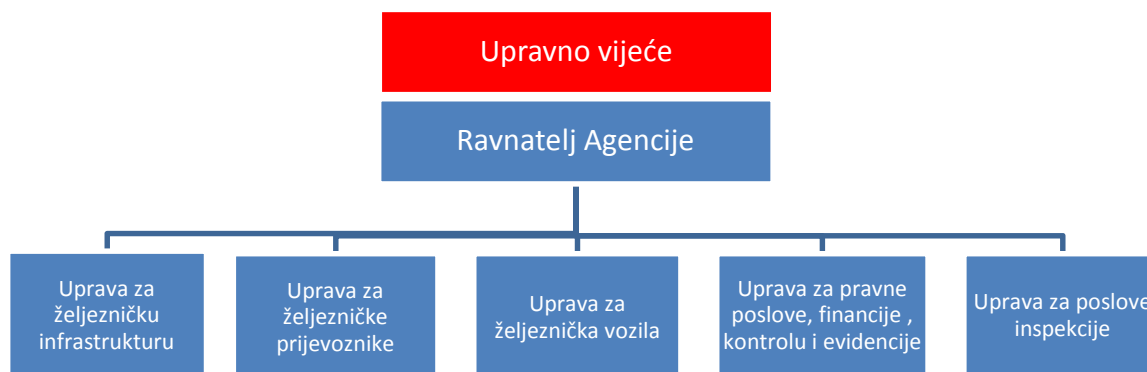 Upravno vijeće
Ravnatelj Agencije
Uprava za
željezničku
infrastrukturu
Uprava za
željezničke
prijevoznike
Uprava za
željeznička vozila
Uprava za pravne
poslove, financije ,
kontrolu i evidencije
Uprava za poslove
inspekcije